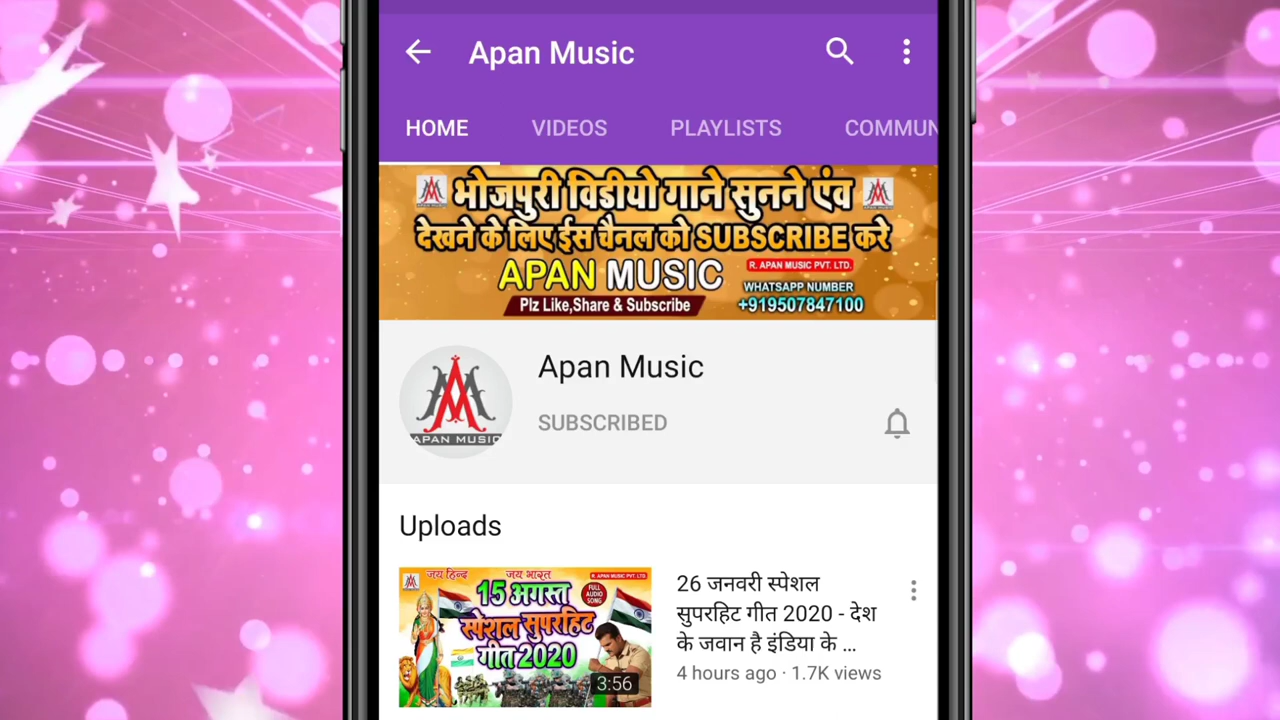 Apan Music
HOME VIDEOS PLAYLISTS COMMUN
भोजपुरी विडीयो गाने सुनने एंव
देखने के लिए ईस चैनल को SUBSCRIBE करे
APAN MUSIC
R. APAN MUSIC PVT. LTD.
Plz Like,Share & Subscribe
WHATSAPP NUMBER
+919507847100
APAN MUSIC
Apan Music
SUBSCRIBED
Uploads
जय हिन्द जय भारत
R. APAN MUSIC PVT. LTD
15 अगस्त
FULL
AUDIO
SONG
स्पेशल सुपरहिट
गीत 2020
3:56
26 जनवरी स्पेशल
सुपरहिट गीत 2020 - देश
के जवान है इंडिया के ...
4 hours ago · 1.7K views